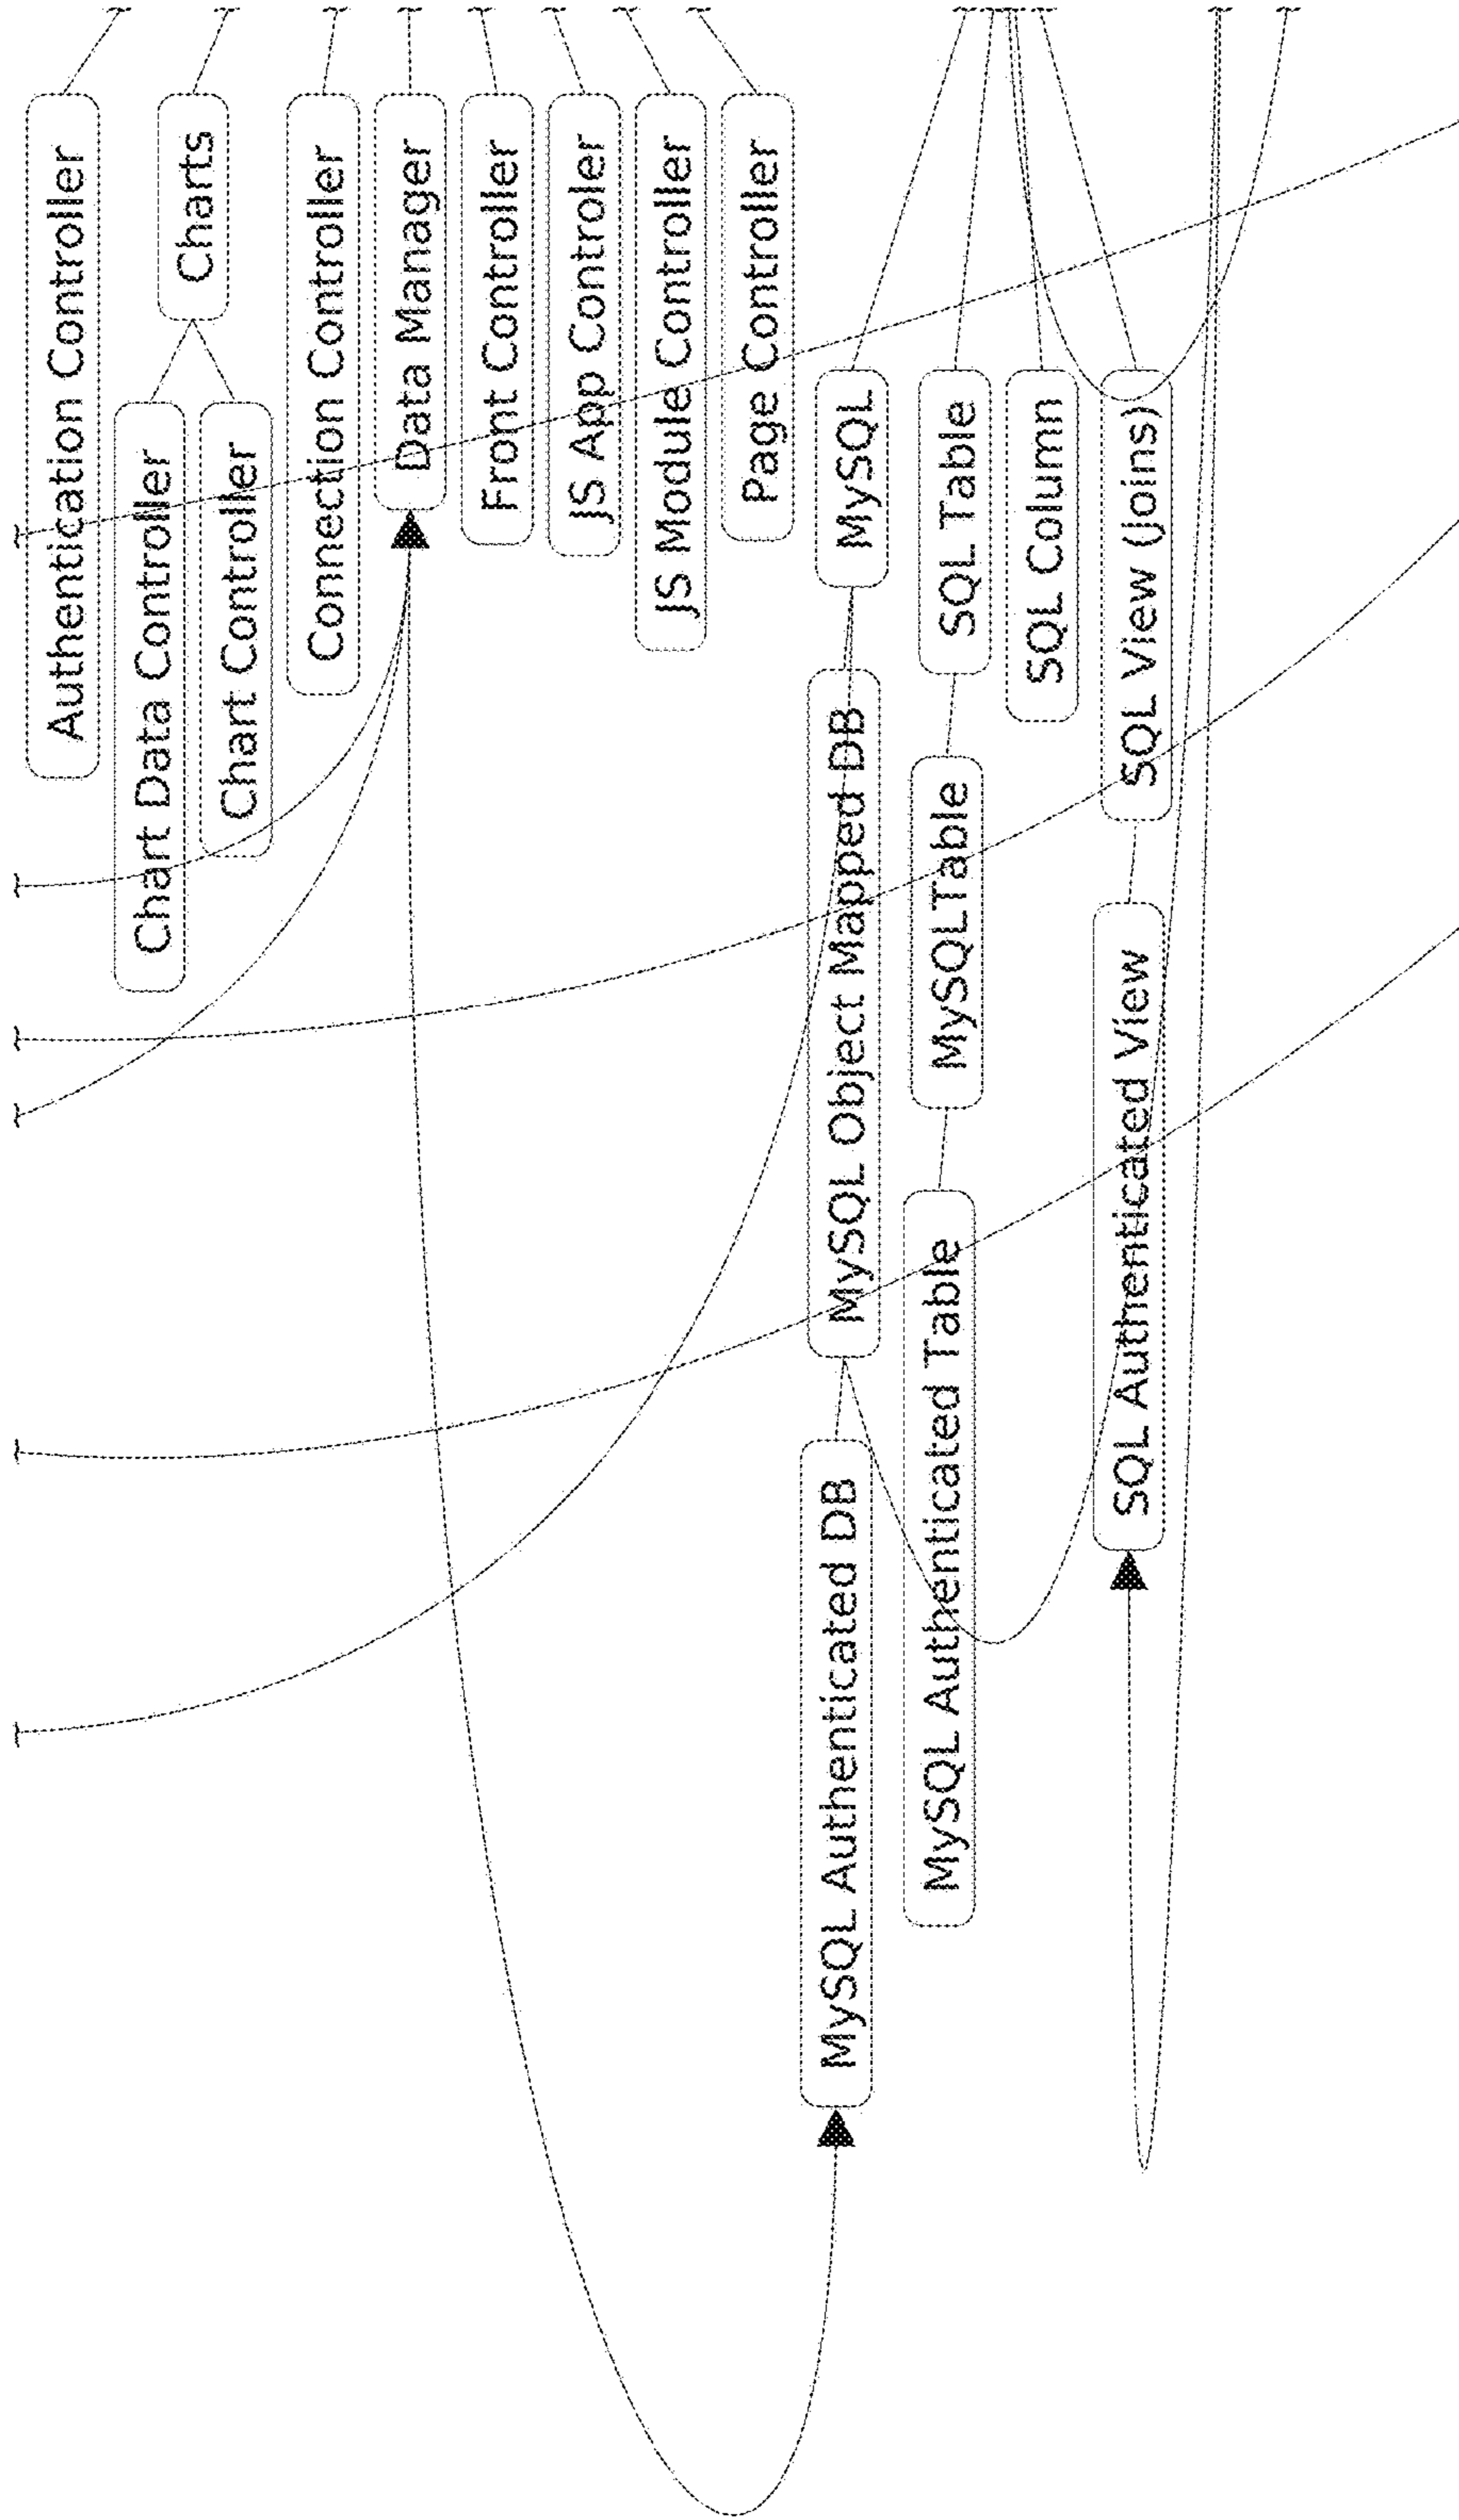 Authentication Controller
Charts
Chart Data Controller
Chart Controller
Connection Controller
Data Manager
Front Controller
JS App Controler
JS Module Controller
Page Controller
MySQL
MySQL Object Mapped DB
MySQL Authenticated DB
SQL Table
MySQLTable
MySQL Authenticated Table
SQL Column
SQL View (Joins)
SQL Authenticated View